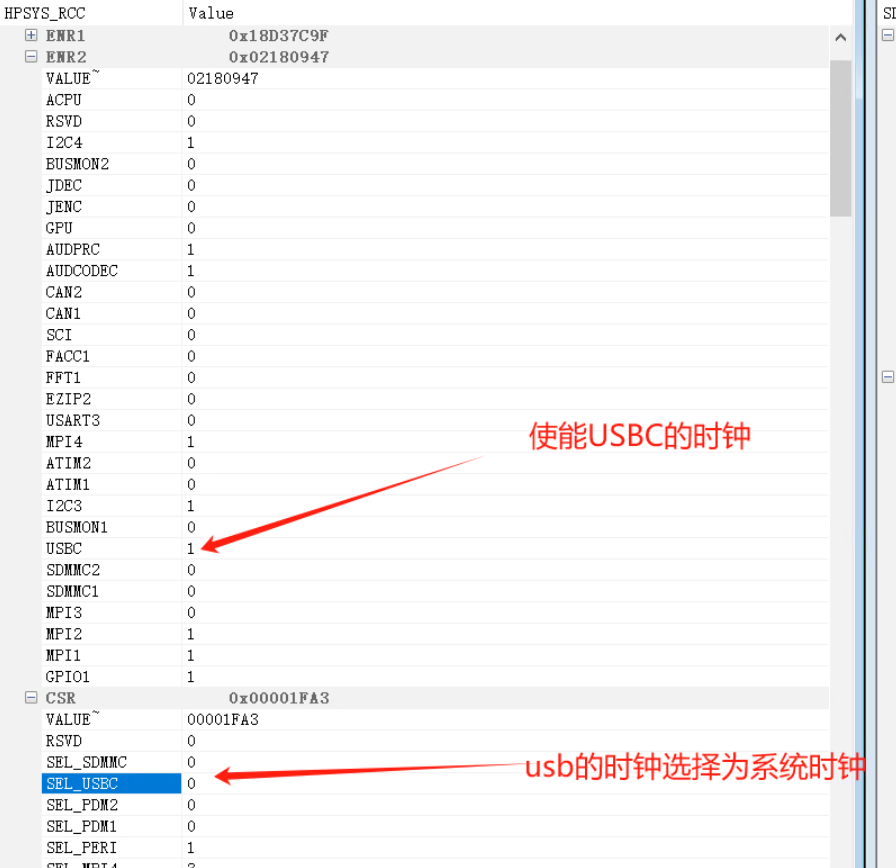 HPSYS_RCC Value
ENR1 0x18D37C9F
ENR2 0x02180947
VALUE~ 02180947
ACPU 0
RSVD 0
I2C4 1
BUSMON2 0
JDEC 0
JENC 0
GPU 0
AUDPRC 1
AUDCODEC 1
CAN2 0
CAN1 0
SCI 0
FACC1 0
FFT1 0
EZIP2 0
USART3 0
使能USBC的时钟
MPI4 1
ATIM2 0
ATIM1 0
I2C3 1
BUSMON1 0
USBC 1
SDMMC2 0
SDMMC1 0
MPI3 0
MPI2 1
MPI1 1
GPIO1 1
CSR 0x00001FA3
VALUE~ 00001FA3
RSVD 0
SEL_SDMMC 0
usb的时钟选择为系统时钟
SEL_USBC 0
SEL_PDM2 0
SEL_PDM1 0
SEL_PERI 1
SEL_MPI4